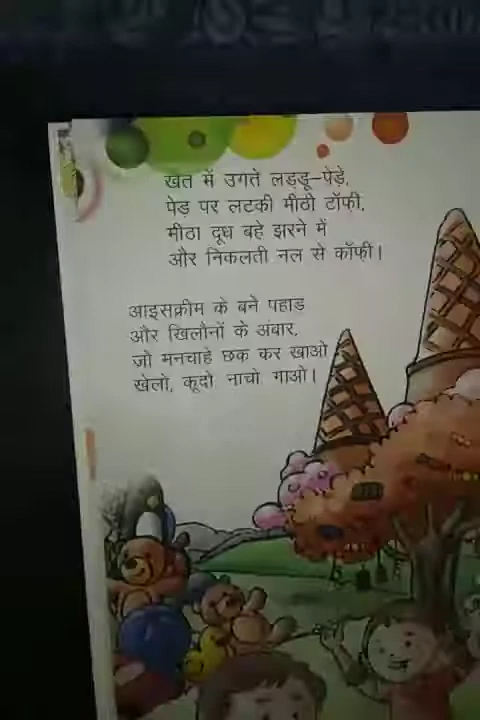 खेत में उगते लड्डू-पेड़े,
पेड़ पर लटकी मीठी टॉफी,
मीठा दूध बहे झरने में
और निकलती नल से कॉफी।
आइसक्रीम के बने पहाड़
और खिलौनों के अंबार,
जो मनचाहे छक कर खाओ
खेलो, कूदो नाचो गाओ।